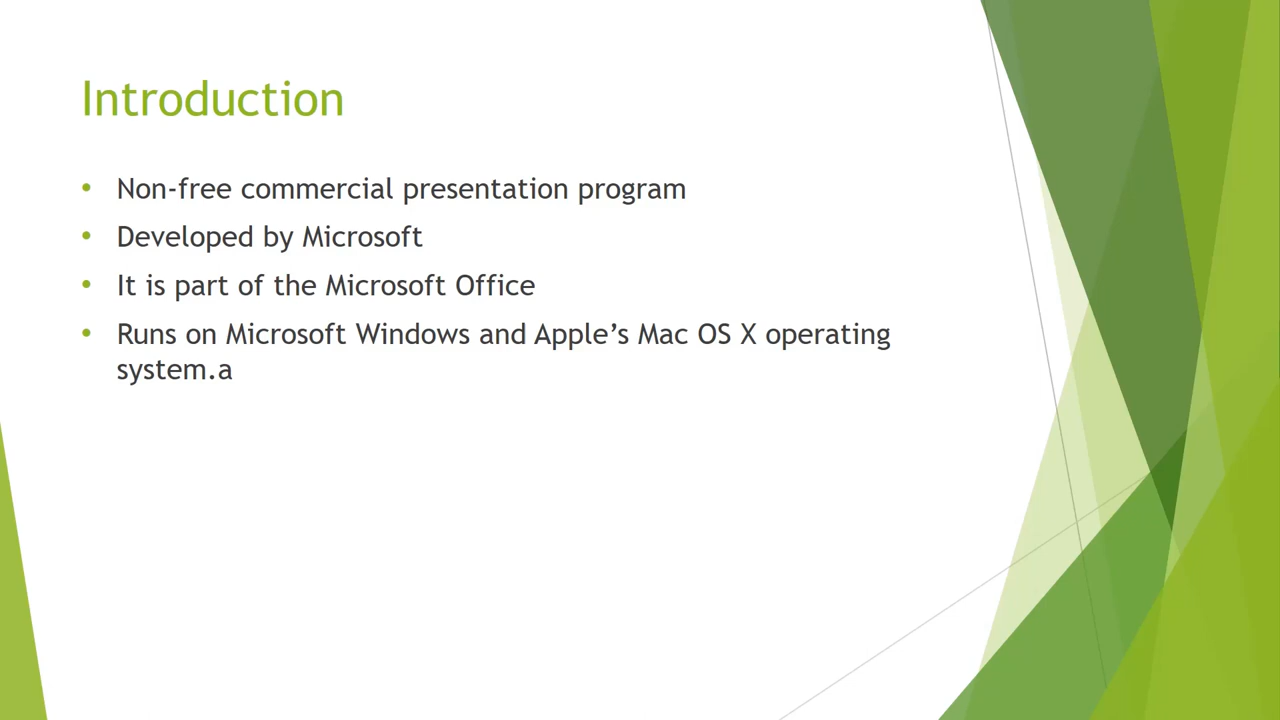 Introduction
• Non-free commercial presentation program
• Developed by Microsoft
• It is part of the Microsoft Office
• Runs on Microsoft Windows and Apple’s Mac OS X operating
system.a